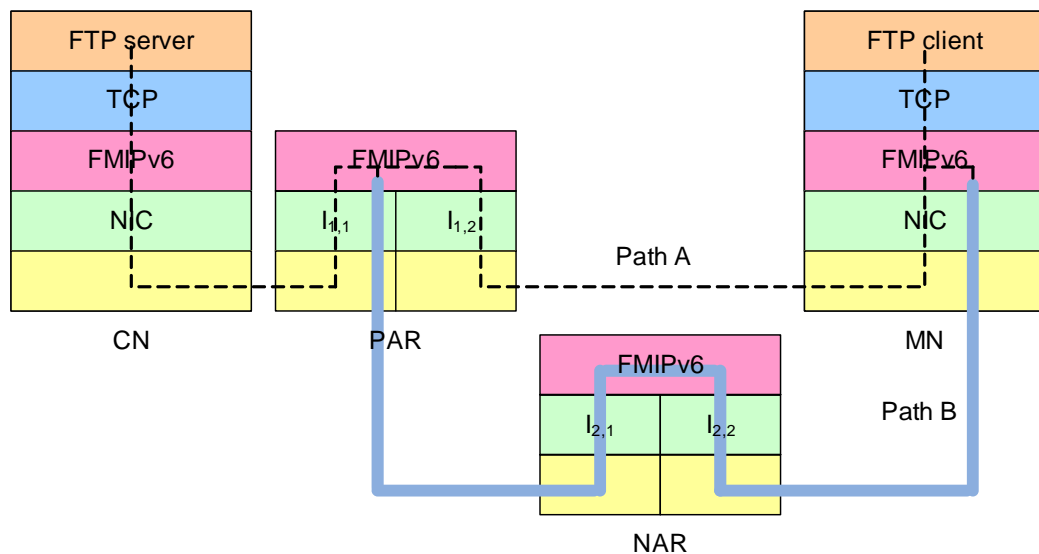 FTP server
TCP
FMIPv6
NIC
CN
FMIPv6
I1,1
I1,2
PAR
Path A
FTP client
TCP
FMIPv6
NIC
MN
FMIPv6
I2,1
I2,2
NAR
Path B